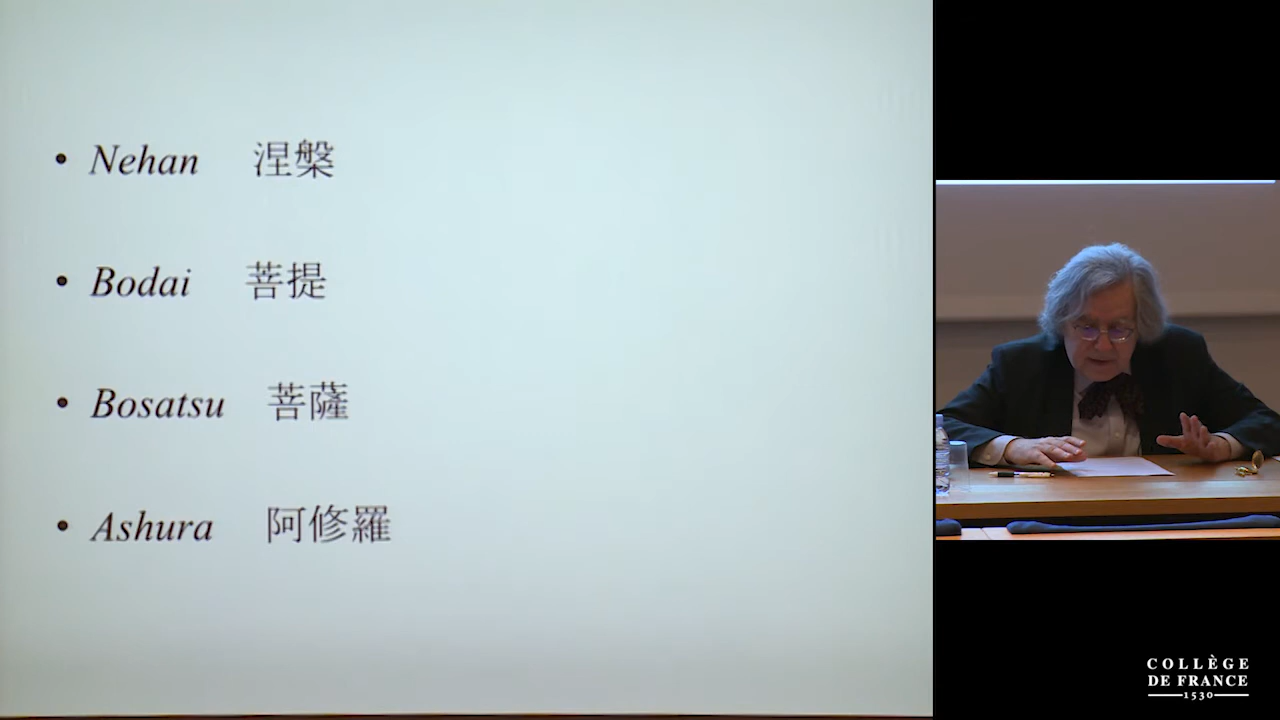 • Nehan 涅槃
• Bodai 菩提
• Bosatsu 菩薩
• Ashura 阿修羅
COLLÈGE
DE FRANCE
1530